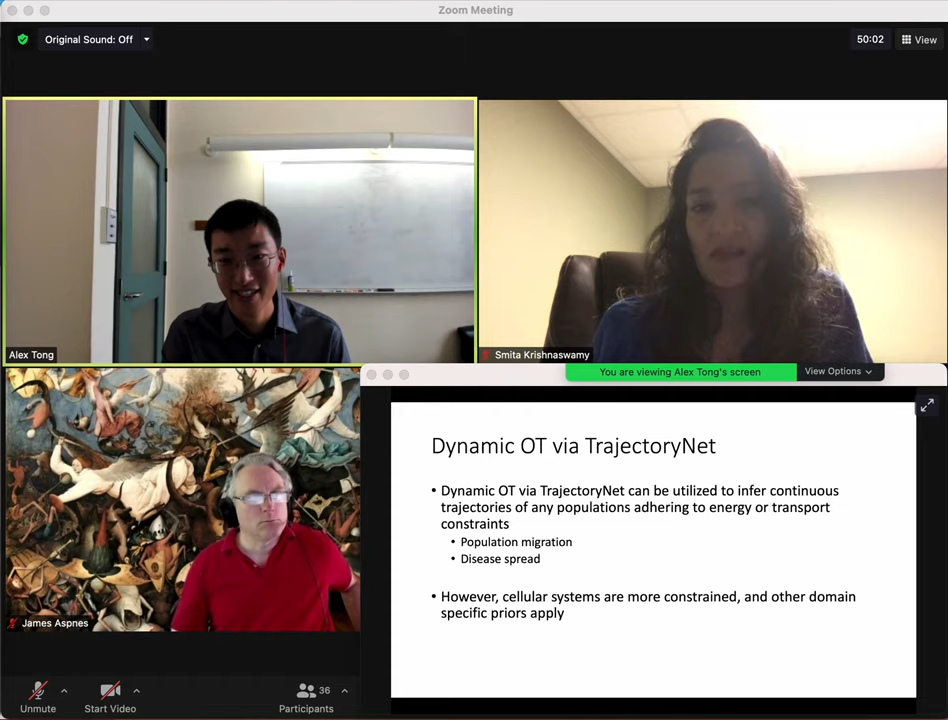 Zoom Meeting
Original Sound: Off
50:02
View
Alex Tong
Smita Krishnaswamy
You are viewing Alex Tong's screen
View Options
Dynamic OT via TrajectoryNet
• Dynamic OT via TrajectoryNet can be utilized to infer continuous
trajectories of any populations adhering to energy or transport
constraints
• Population migration
• Disease spread
• However, cellular systems are more constrained, and other domain
specific priors apply
James Aspnes
Unmute
Start Video
36
Participants